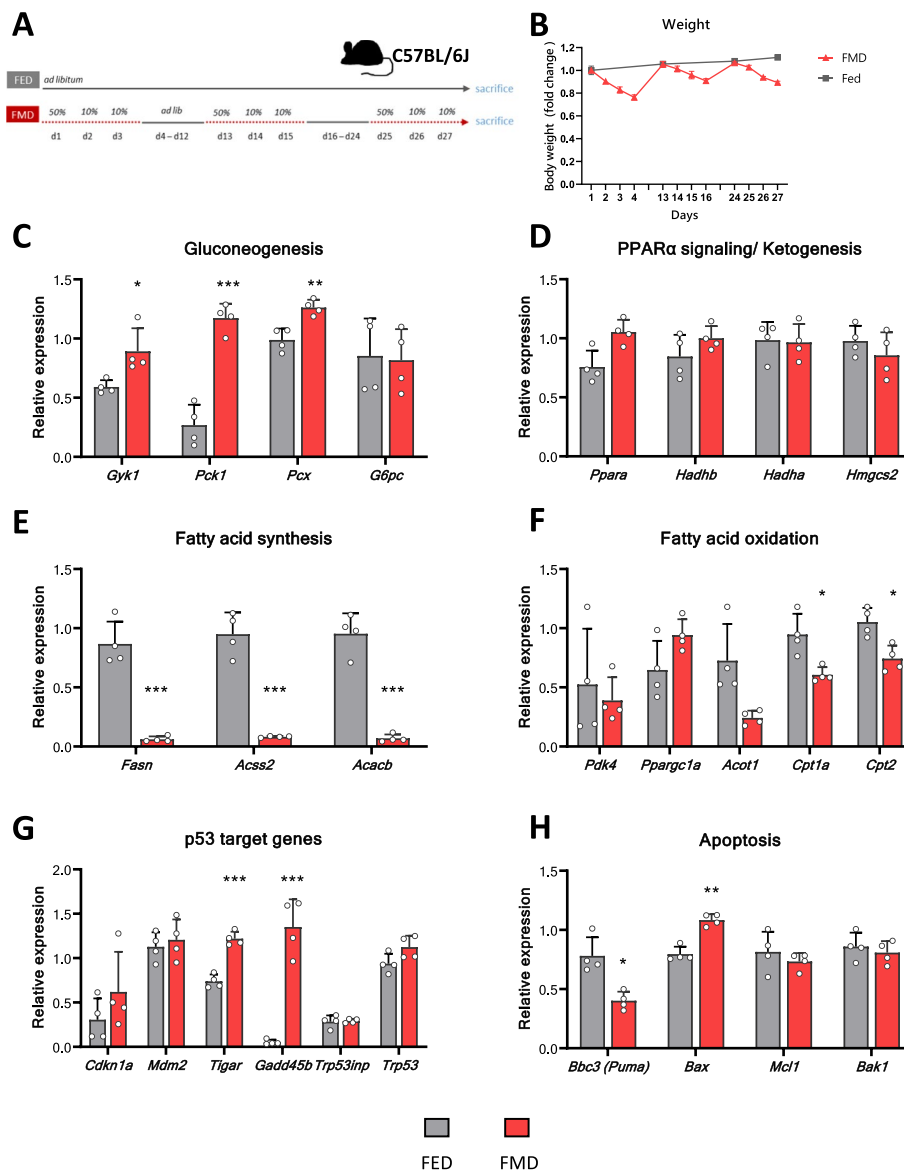 A
C57BL/6J
FED ad libitum
sacrifice
FMD 50% 10% 10% ad lib 50% 10% 10% 50% 10% 10% sacrifice
d1 d2 d3 d4 – d12 d13 d14 d15 d16 – d24 d25 d26 d27
B
Weight
Body weight (fold change )
1.2
1.0
0.8
0.6
0.4
0.2
0.0
1 2 3 4 13 14 15 16 24 25 26 27
Days
FMD
Fed
C
Gluconeogenesis
Relative expression
1.5
1.0
0.5
0.0
* *** **
Gyk1 Pck1 Pcx G6pc
D
PPARα signaling/ Ketogenesis
Relative expression
1.5
1.0
0.5
0.0
Ppara Hadhb Hadha Hmgcs2
E
Fatty acid synthesis
Relative expression
1.5
1.0
0.5
0.0
*** *** ***
Fasn Acss2 Acacb
F
Fatty acid oxidation
Relative expression
1.5
1.0
0.5
0.0
* *
Pdk4 Ppargc1a Acot1 Cpt1a Cpt2
G
p53 target genes
Relative expression
2.0
1.5
1.0
0.5
0.0
*** ***
Cdkn1a Mdm2 Tigar Gadd45b Trp53inp Trp53
H
Apoptosis
Relative expression
1.5
1.0
0.5
0.0
* **
Bbc3 (Puma) Bax Mcl1 Bak1
FED FMD